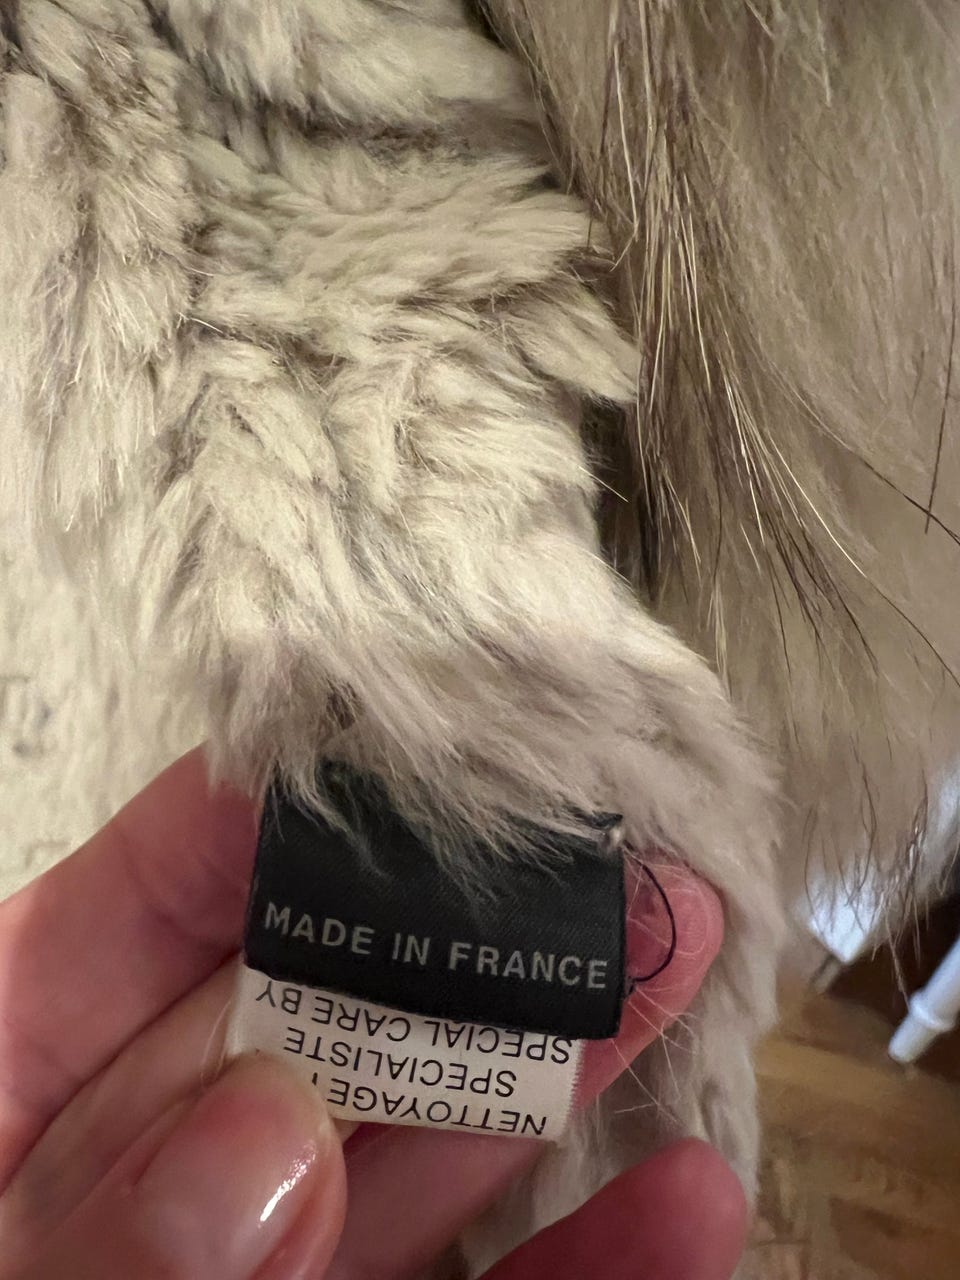 MADE IN FRANCE
NETTOYAGE
SPECIALISTE
SPECIAL CARE BY